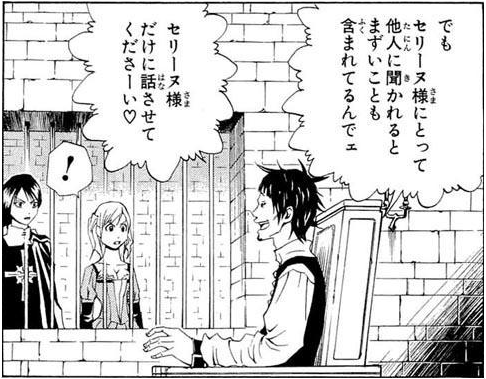 でも
セリーヌ様にとって
他人に聞かれると
まずいことも
含まれてるんでェ
セリーヌ様
だけに話させて
くださーい♡
!